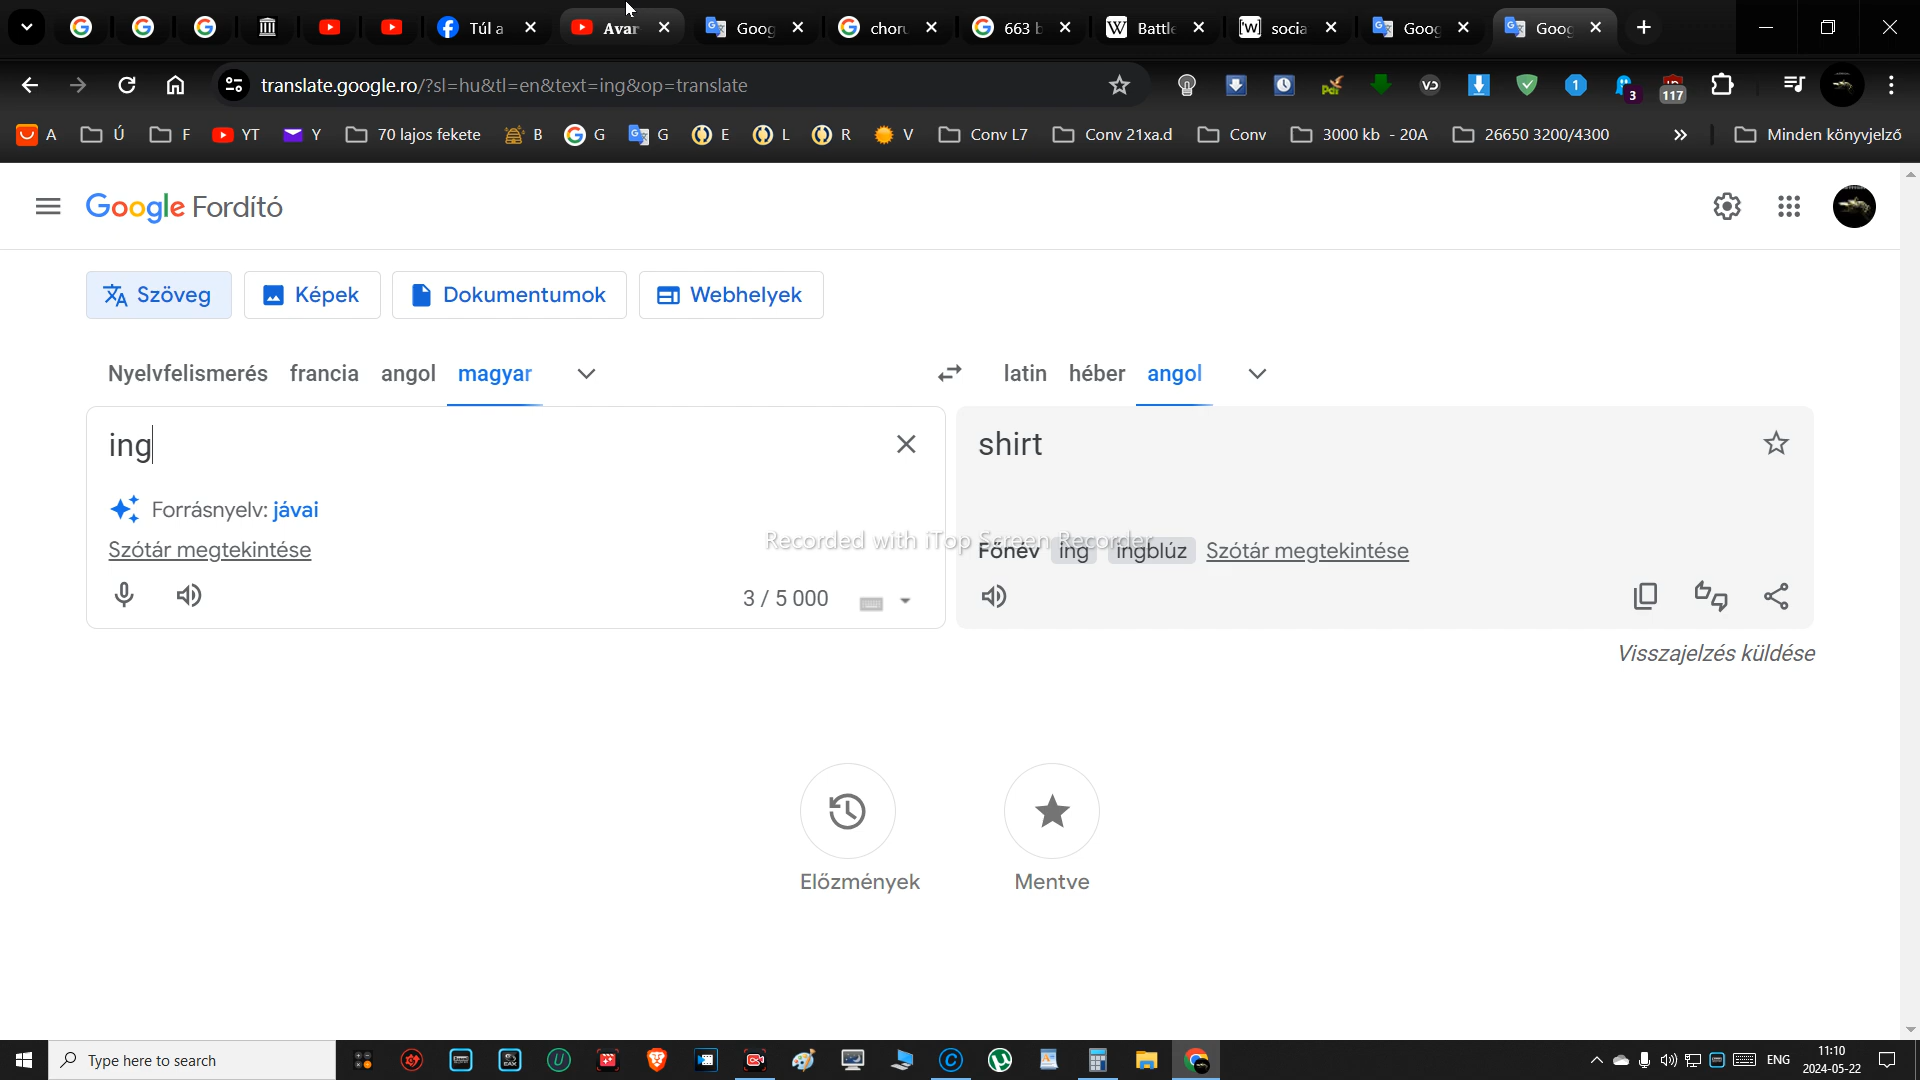 Túl a
Avar
Goog
choru
663 b
Battle
socia
Goog
Goog
translate.google.ro/?sl=hu&tl=en&text=ing&op=translate
3
117
A
Ú
F
YT
Y
70 lajos fekete
B
G
G
E
L
R
V
Conv L7
Conv 21xa.d
Conv
3000 kb - 20A
26650 3200/4300
»
Minden könyvjelző
Google Fordító
Szöveg
Képek
Dokumentumok
Webhelyek
Nyelvfelismerés francia angol magyar
latin héber angol
ing
shirt
Forrásnyelv: jávai
Recorded with iTop Screen Recorder
Szótár megtekintése
Főnév ing ingblúz Szótár megtekintése
3 / 5 000
Visszajelzés küldése
Előzmények
Mentve
Type here to search
ENG
11:10
2024-05-22